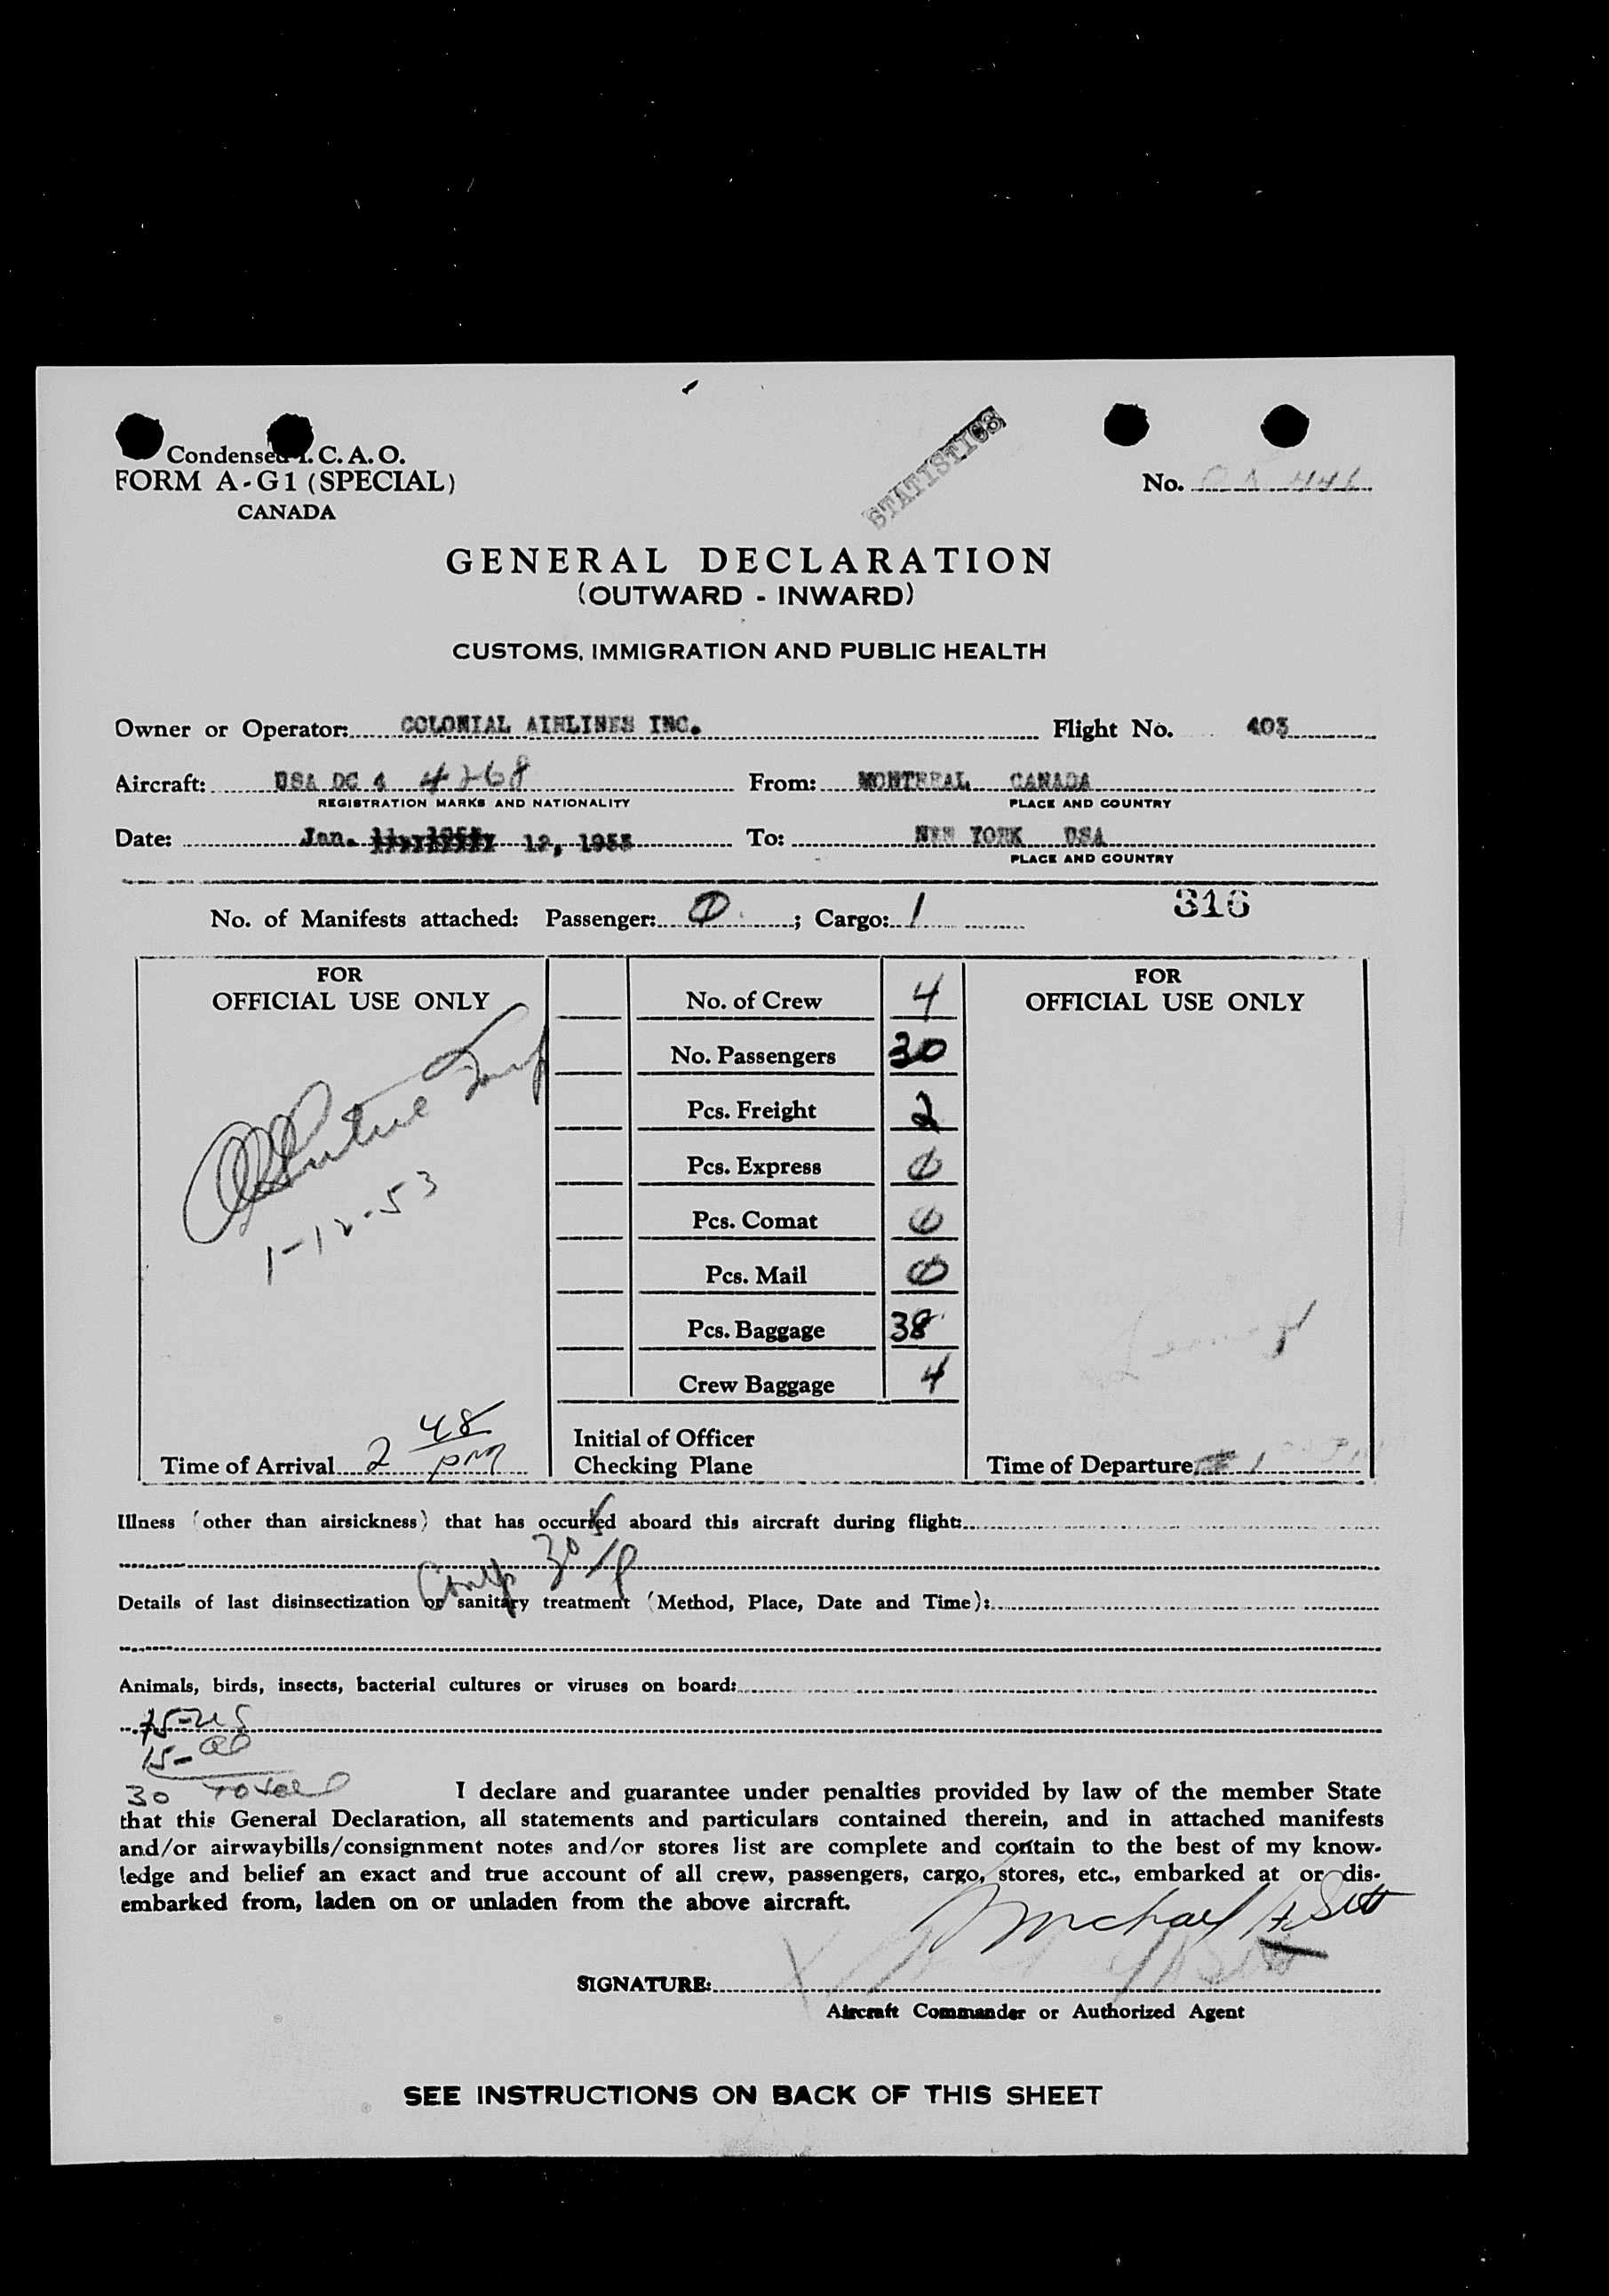 Condensed I. C. A. O.
FORM A-G1 (SPECIAL)
CANADA
STATISTICS
No. 446
GENERAL DECLARATION
(OUTWARD - INWARD)
CUSTOMS, IMMIGRATION AND PUBLIC HEALTH
Owner or Operator: COLONIAL AIRLINES INC. Flight No. 403
Aircraft: USA DC 4 4268 From: MONTREAL CANADA
REGISTRATION MARKS AND NATIONALITY PLACE AND COUNTRY
Date: Jan. 12, 1953 To: NEW YORK USA
PLACE AND COUNTRY
316
No. of Manifests attached: Passenger: 0 ; Cargo: 1
FOR
OFFICIAL USE ONLY
1-12-53
Time of Arrival 2 48 pm
No. of Crew 4
No. Passengers 30
Pcs. Freight 2
Pcs. Express 0
Pcs. Comat 0
Pcs. Mail 0
Pcs. Baggage 38
Crew Baggage 4
Initial of Officer
Checking Plane
FOR
OFFICIAL USE ONLY
Time of Departure
Illness (other than airsickness) that has occurred aboard this aircraft during flight:
30
Details of last disinsectization or sanitary treatment (Method, Place, Date and Time):
Animals, birds, insects, bacterial cultures or viruses on board:
15-US
15-
30 Total
I declare and guarantee under penalties provided by law of the member State
that this General Declaration, all statements and particulars contained therein, and in attached manifests
and/or airwaybills/consignment notes and/or stores list are complete and contain to the best of my know-
ledge and belief an exact and true account of all crew, passengers, cargo, stores, etc., embarked at or dis-
embarked from, laden on or unladen from the above aircraft.
Michael
SIGNATURE:
Aircraft Commander or Authorized Agent
SEE INSTRUCTIONS ON BACK OF THIS SHEET